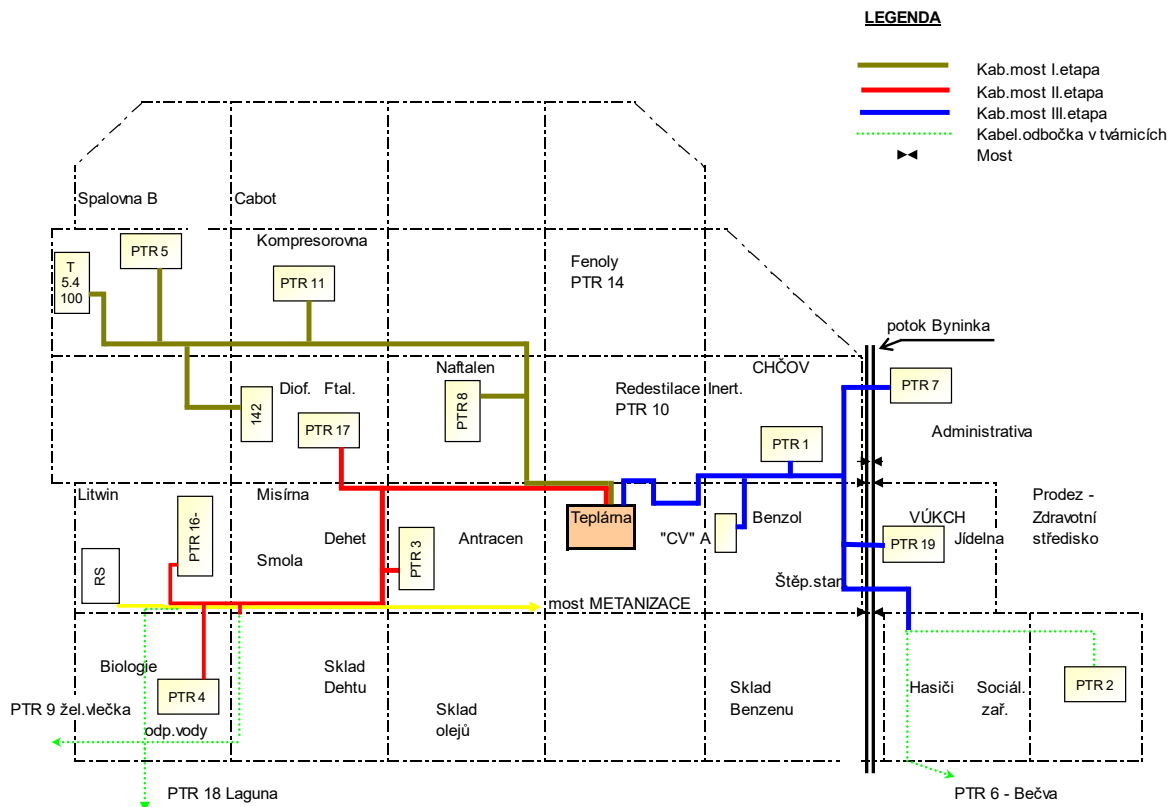 LEGENDA
Kab.most I.etapa
Kab.most II.etapa
Kab.most III.etapa
Kabel.odbočka v tvárnicích
Most
Spalovna B
Cabot
Kompresorovna
PTR 5
T
5.4
100
PTR 11
Fenoly
PTR 14
potok Byninka
Naftalen
CHČOV
PTR 7
Diof.
Ftal.
142
PTR 8
Redestilace Inert.
PTR 10
PTR 17
PTR 1
Administrativa
Litwin
Misírna
Teplárna
Benzol
VÚKCH
Prodez -
Zdravotní
středisko
PTR 16-
Dehet
Antracen
"CV" A
PTR 19
Jídelna
Smola
PTR 3
RS
Štěp.stan
most METANIZACE
Biologie
Sklad
Dehtu
PTR 4
Sklad
olejů
Sklad
Benzenu
Hasiči
Sociál.
zař.
PTR 2
PTR 9 žel.vlečka
odp.vody
PTR 18 Laguna
PTR 6 - Bečva